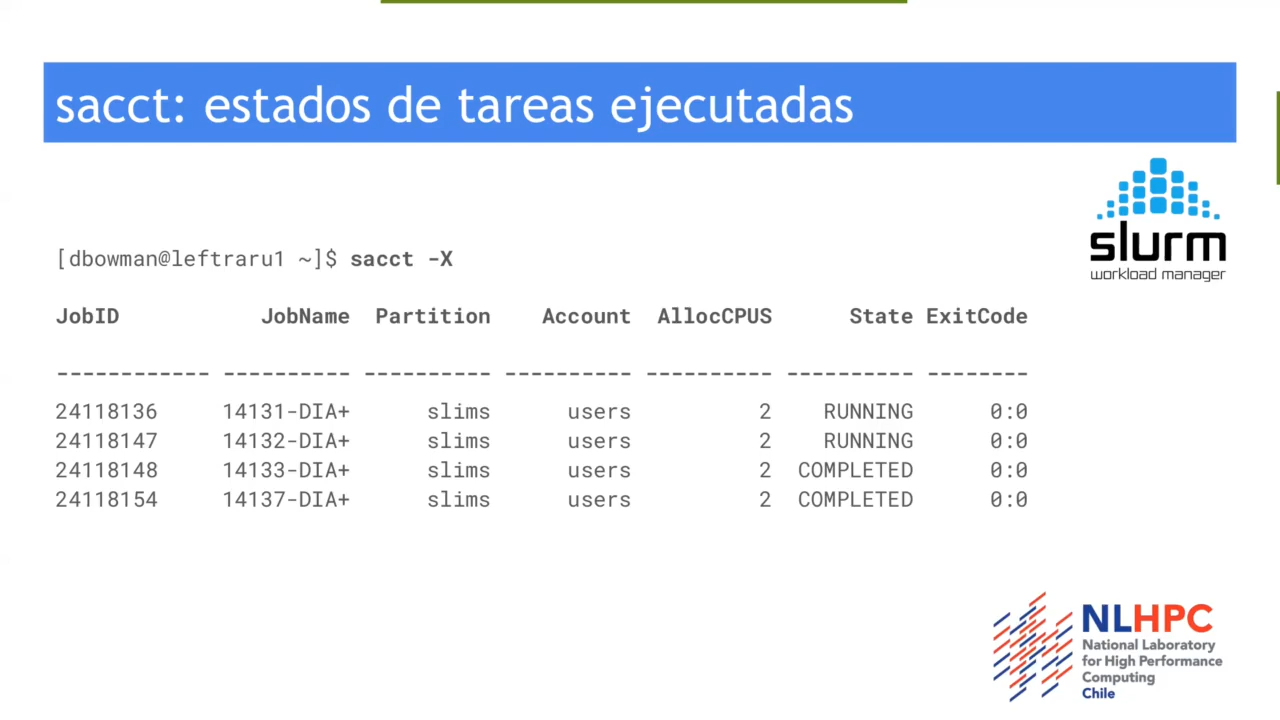 sacct: estados de tareas ejecutadas
slurm
workload manager
[dbowman@leftraru1 ~]$ sacct -X
JobID JobName Partition Account AllocCPUS State ExitCode
------------ ---------- ---------- ---------- ---------- ---------- --------
24118136 14131-DIA+ slims users 2 RUNNING 0:0
24118147 14132-DIA+ slims users 2 RUNNING 0:0
24118148 14133-DIA+ slims users 2 COMPLETED 0:0
24118154 14137-DIA+ slims users 2 COMPLETED 0:0
NLHPC
National Laboratory
for High Performance
Computing
Chile